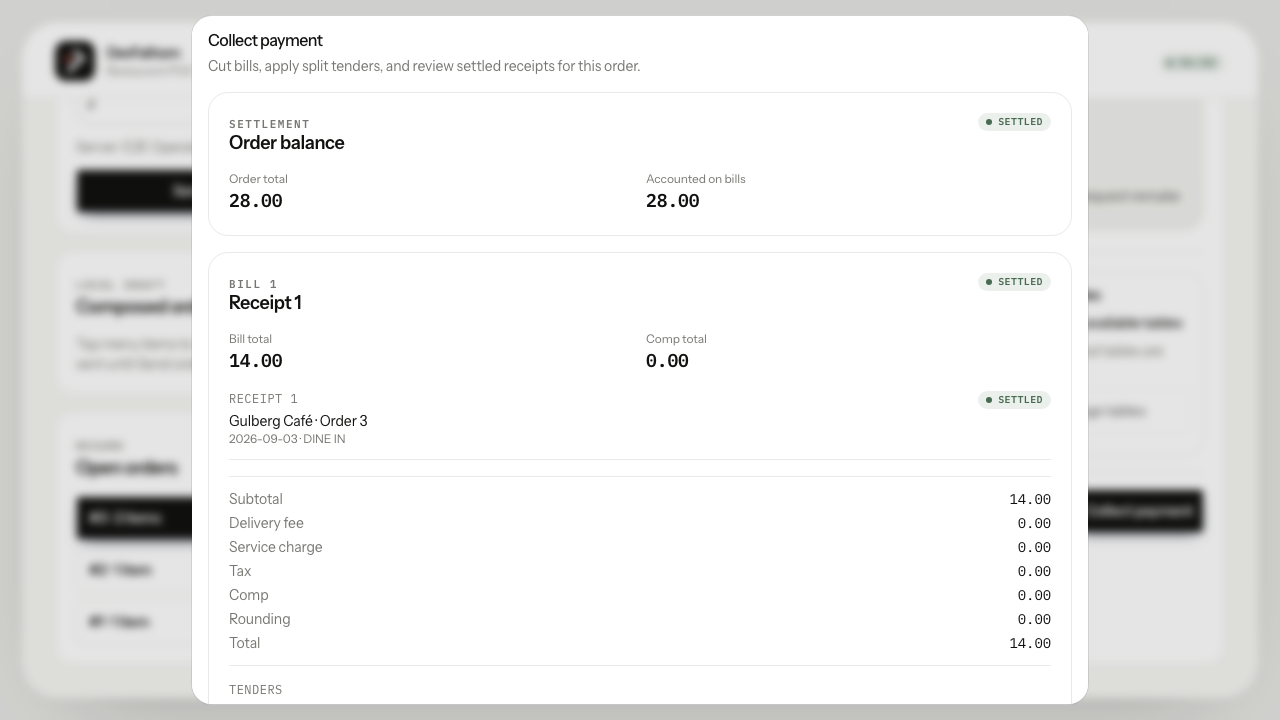 Collect payment
Cut bills, apply split tenders, and review settled receipts for this order.
SETTLEMENT
SETTLED
Order balance
Order total
Accounted on bills
28.00
28.00
BILL 1
SETTLED
Receipt 1
Bill total
Comp total
14.00
0.00
RECEIPT 1
SETTLED
Gulberg Café · Order 3
2026-09-03 · DINE IN
Subtotal 14.00
Delivery fee 0.00
Service charge 0.00
Tax 0.00
Comp 0.00
Rounding 0.00
Total 14.00
TENDERS
Open orders
Collect payment